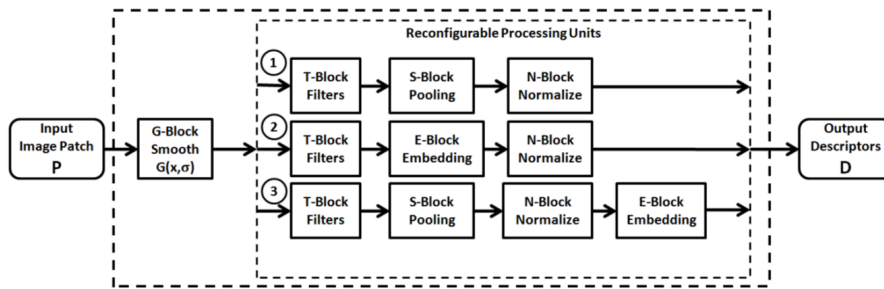 Reconfigurable Processing Units
1
T-Block
Filters
S-Block
Pooling
N-Block
Normalize
Input
Image Patch
P
G-Block
Smooth
G(x,σ)
2
T-Block
Filters
E-Block
Embedding
N-Block
Normalize
Output
Descriptors
D
3
T-Block
Filters
S-Block
Pooling
N-Block
Normalize
E-Block
Embedding